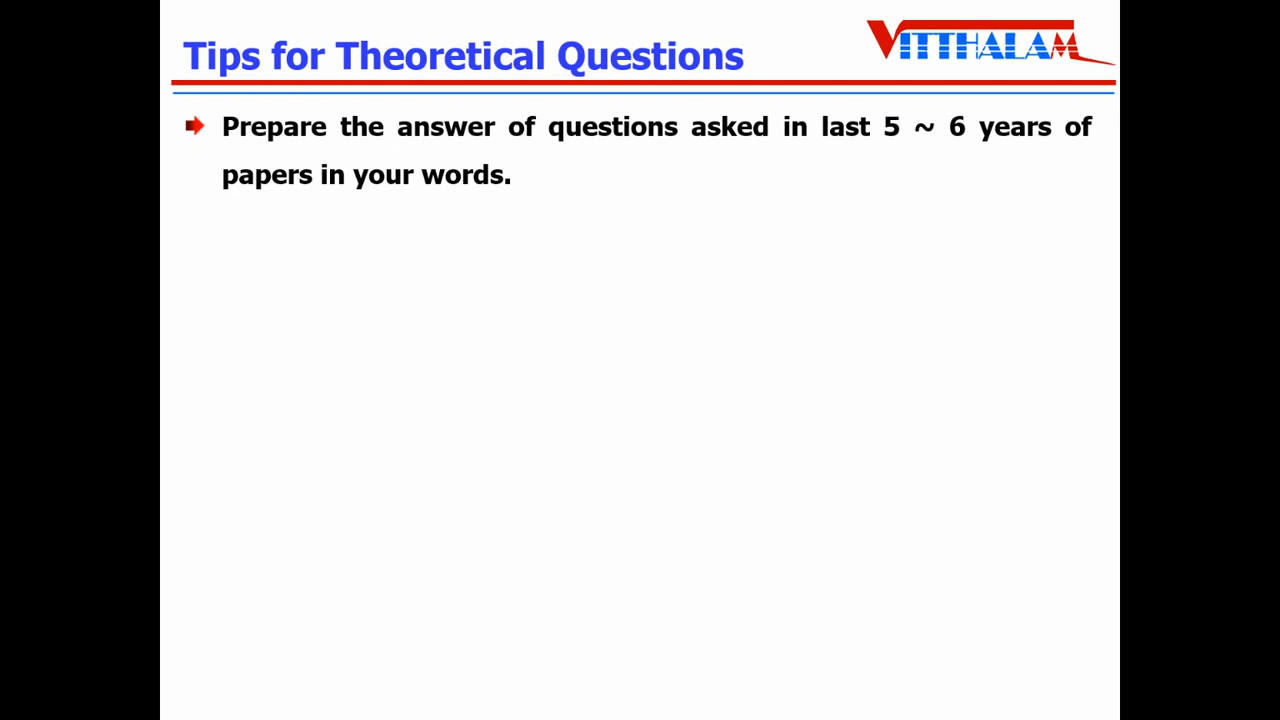 Tips for Theoretical Questions
VITTHALAM
Prepare the answer of questions asked in last 5 ~ 6 years of
papers in your words.